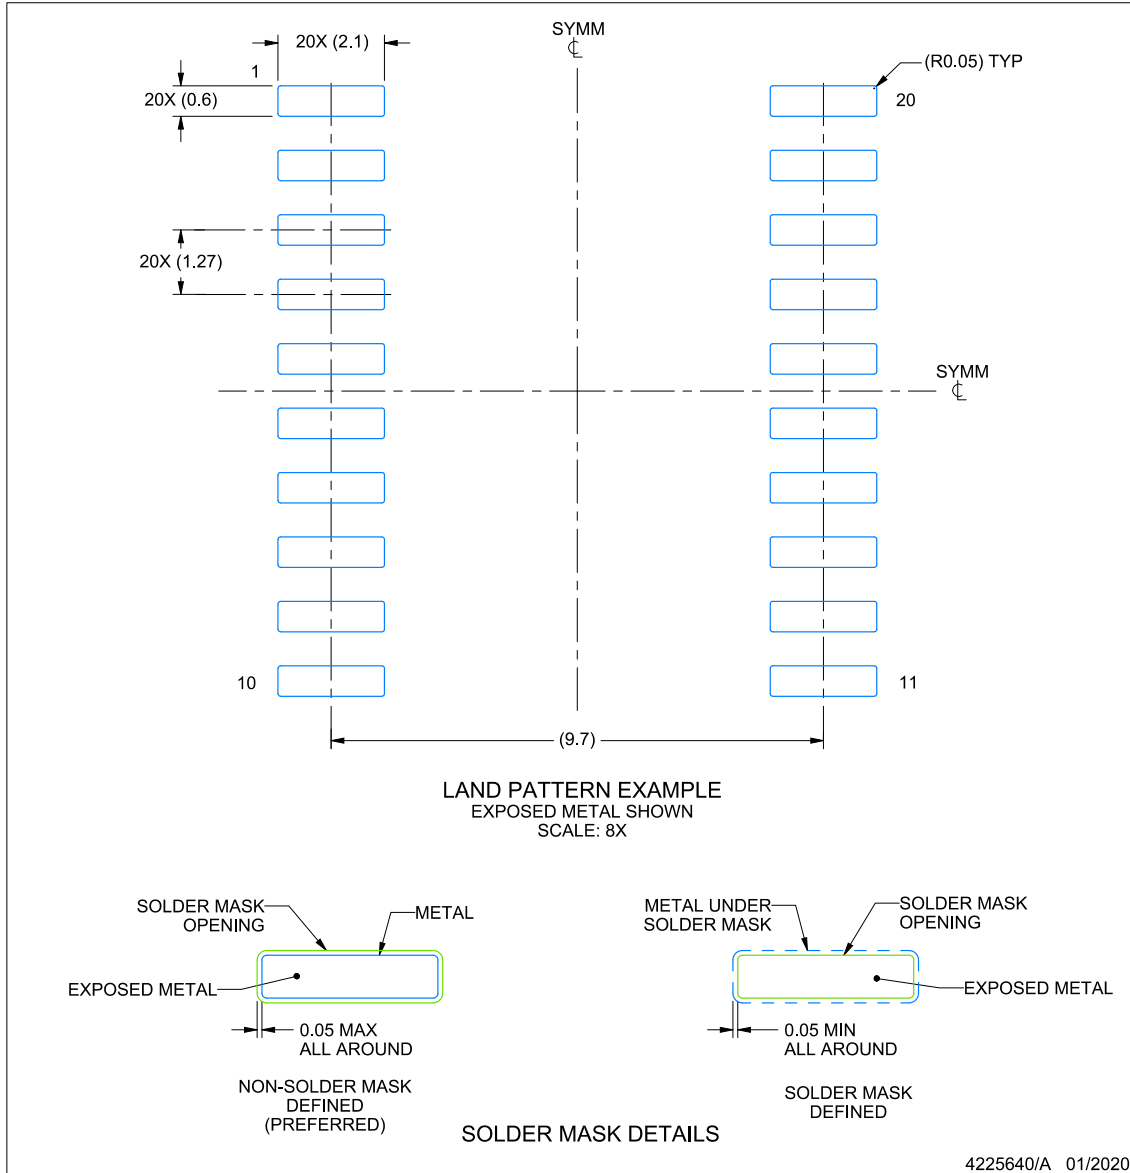 SYMM
℄
20X (2.1)
(R0.05) TYP
1
20X (0.6)
20
20X (1.27)
SYMM
℄
10
11
(9.7)
LAND PATTERN EXAMPLE
EXPOSED METAL SHOWN
SCALE: 8X
SOLDER MASK
OPENING
METAL
EXPOSED METAL
0.05 MAX
ALL AROUND
NON-SOLDER MASK
DEFINED
(PREFERRED)
METAL UNDER
SOLDER MASK
SOLDER MASK
OPENING
EXPOSED METAL
0.05 MIN
ALL AROUND
SOLDER MASK
DEFINED
SOLDER MASK DETAILS
4225640/A 01/2020